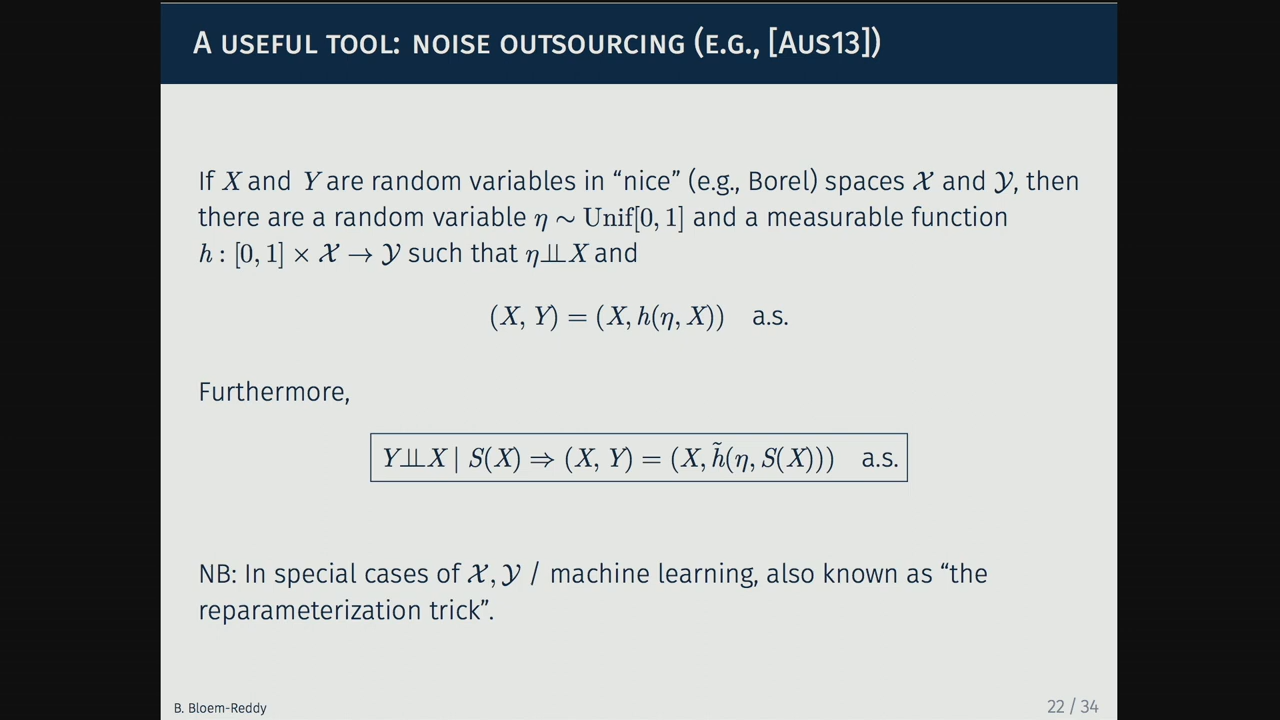 A USEFUL TOOL: NOISE OUTSOURCING (E.G., [AUS13])
If X and Y are random variables in “nice” (e.g., Borel) spaces 𝒳 and 𝒴, then
there are a random variable η ∼ Unif[0, 1] and a measurable function
h : [0, 1] × 𝒳 → 𝒴 such that η⊥⊥X and
(X, Y) = (X, h(η, X)) a.s.
Furthermore,
Y⊥⊥X | S(X) ⇒ (X, Y) = (X, h̃(η, S(X))) a.s.
NB: In special cases of 𝒳, 𝒴 / machine learning, also known as “the
reparameterization trick”.
B. Bloem-Reddy
22 / 34